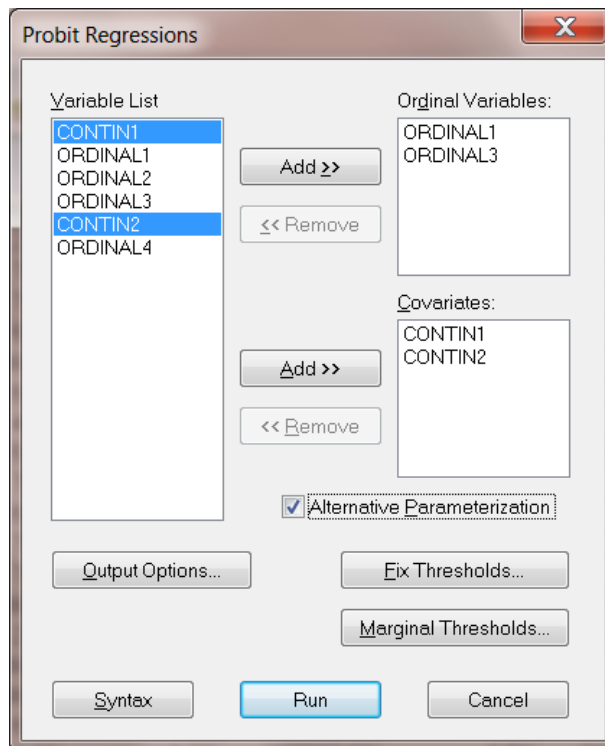 Probit Regressions
Variable List
CONTIN1
ORDINAL1
ORDINAL2
ORDINAL3
CONTIN2
ORDINAL4
Add >>
<< Remove
Ordinal Variables:
ORDINAL1
ORDINAL3
Add >>
<< Remove
Covariates:
CONTIN1
CONTIN2
Alternative Parameterization
Output Options...
Fix Thresholds...
Marginal Thresholds...
Syntax
Run
Cancel